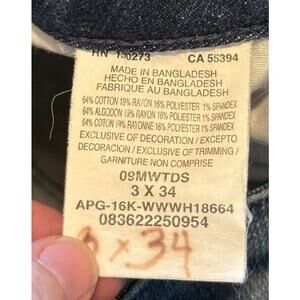 RN 130273 CA 55394
MADE IN BANGLADESH
HECHO EN BANGLADESH
FABRIQUE AU BANGLADESH
64% COTTON 19% RAYON 16% POLYESTER 1% SPANDEX
64% ALGODON 19% RAYON 16% POLIESTER 1% SPANDEX
64% COTON 19% RAYONNE 16% POLYESTER 1% SPANDEX
EXCLUSIVE OF DECORATION / EXCEPTO
DECORACION / EXCLUSIVE OF TRIMMING /
GARNITURE NON COMPRISE
09MWTDS
3 X 34
APG-16K-WWWH18664
083622250954
x 34